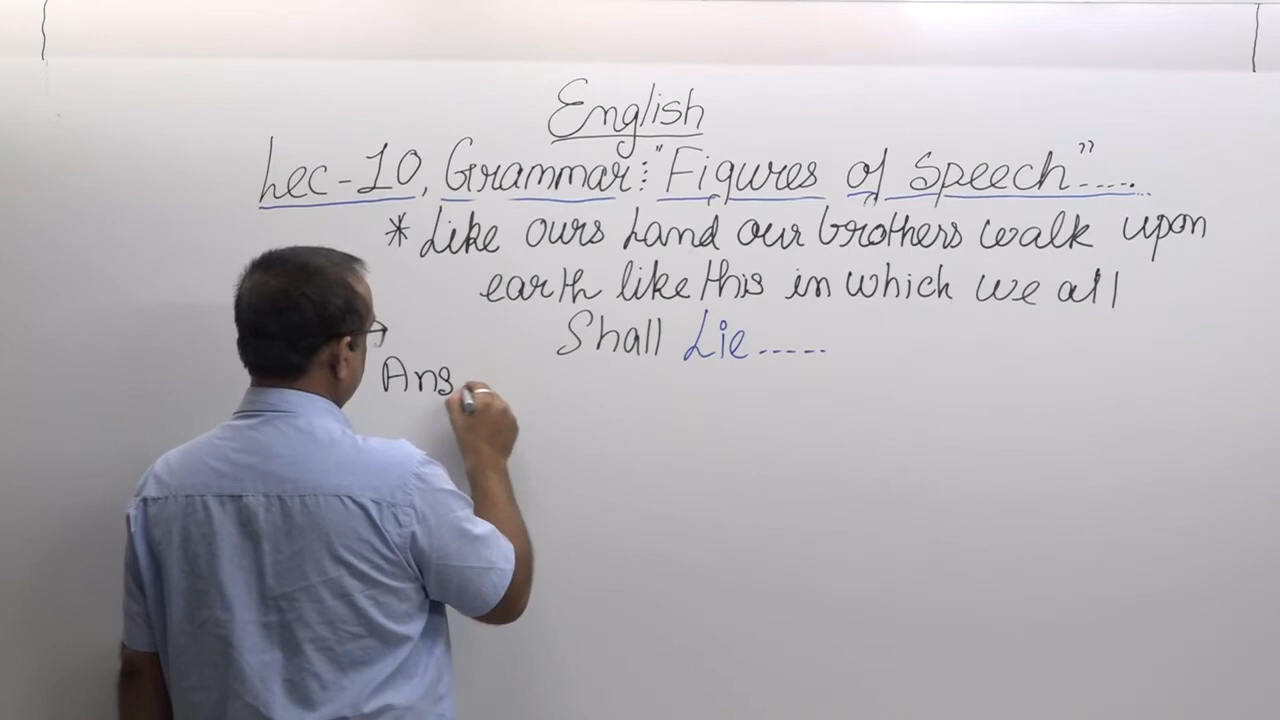 English
Lec-10, Grammar: "Figures of Speech".....
* Like ours Land our brothers walk upon
earth like this in which we all
Shall Lie.....
Ans